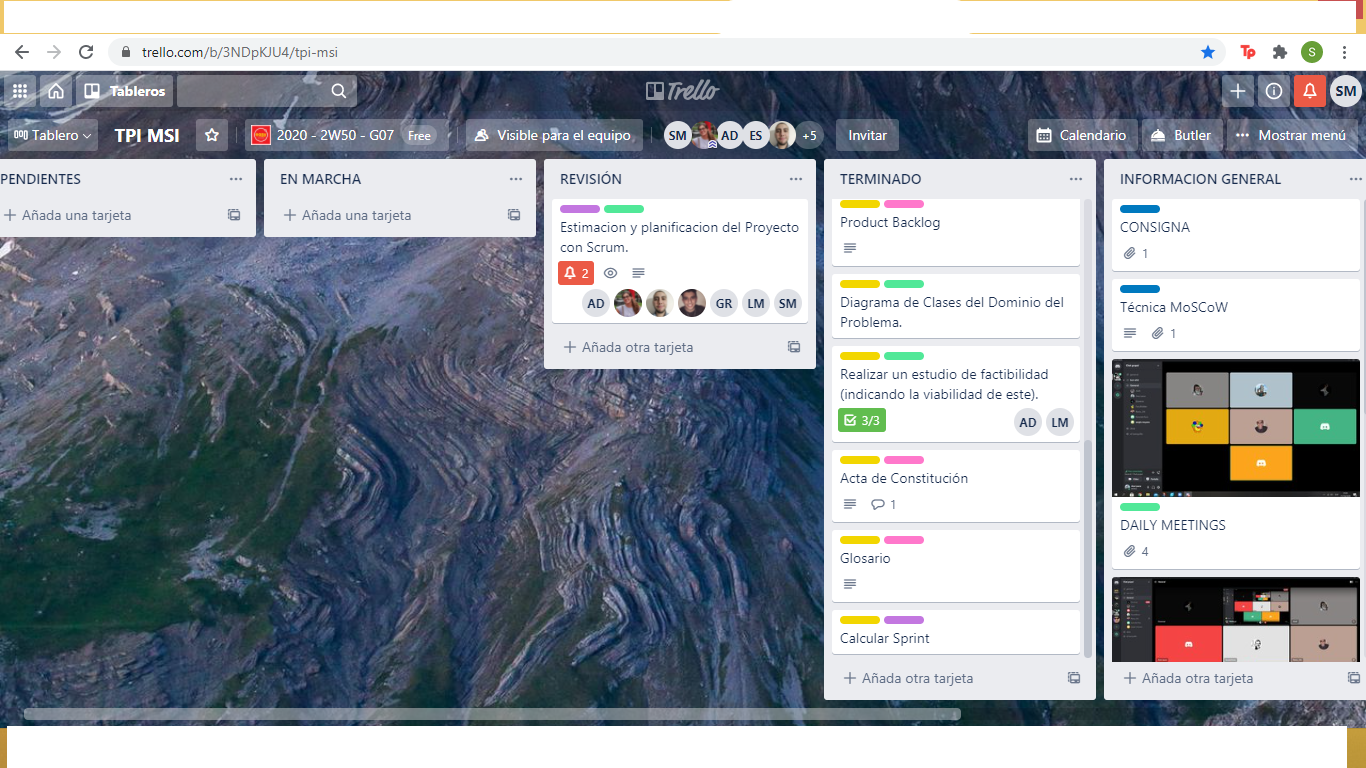 trello.com/b/3NDpKJU4/tpi-msi
Tp
S
Tableros
Trello
SM
Tablero
TPI MSI
2020 - 2W50 - G07 Free
Visible para el equipo
SM
AD
ES
+5
Invitar
Calendario
Butler
Mostrar menú
PENDIENTES
Añada una tarjeta
EN MARCHA
Añada una tarjeta
REVISIÓN
Estimacion y planificacion del Proyecto
con Scrum.
2
AD
GR
LM
SM
Añada otra tarjeta
TERMINADO
Product Backlog
Diagrama de Clases del Dominio del
Problema.
Realizar un estudio de factibilidad
(indicando la viabilidad de este).
3/3
AD
LM
Acta de Constitución
1
Glosario
Calcular Sprint
Añada otra tarjeta
INFORMACION GENERAL
CONSIGNA
1
Técnica MoSCoW
1
DAILY MEETINGS
4
Añada otra tarjeta